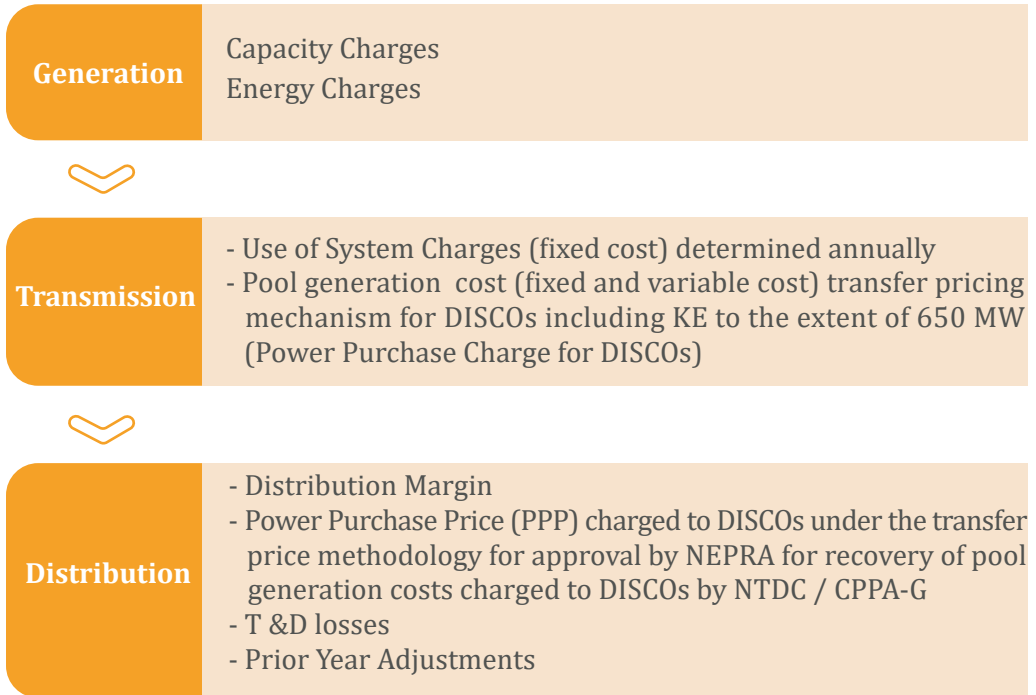 Generation
Capacity Charges
Energy Charges
Transmission
- Use of System Charges (fixed cost) determined annually
- Pool generation cost (fixed and variable cost) transfer pricing
mechanism for DISCOs including KE to the extent of 650 MW
(Power Purchase Charge for DISCOs)
Distribution
- Distribution Margin
- Power Purchase Price (PPP) charged to DISCOs under the transfer
price methodology for approval by NEPRA for recovery of pool
generation costs charged to DISCOs by NTDC / CPPA-G
- T &D losses
- Prior Year Adjustments